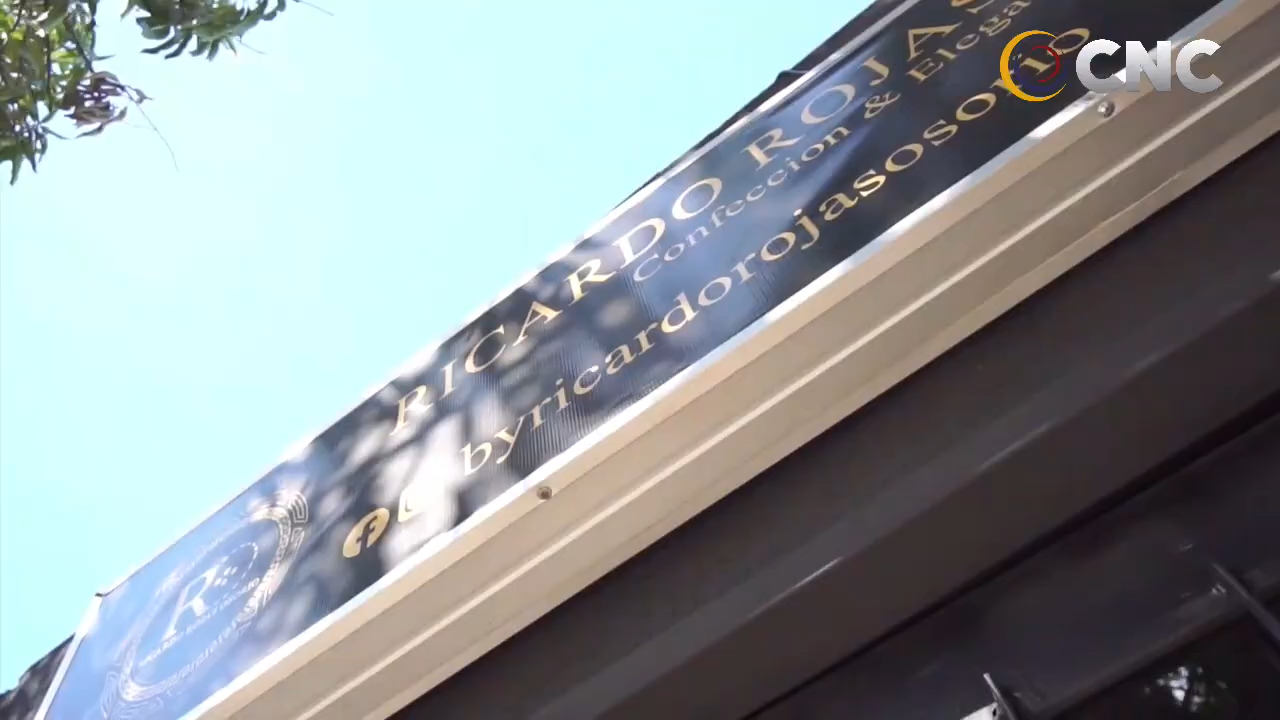 CNC
RICARDO ROJAS
Confeccion & Elega
byricardorojasosorio
R